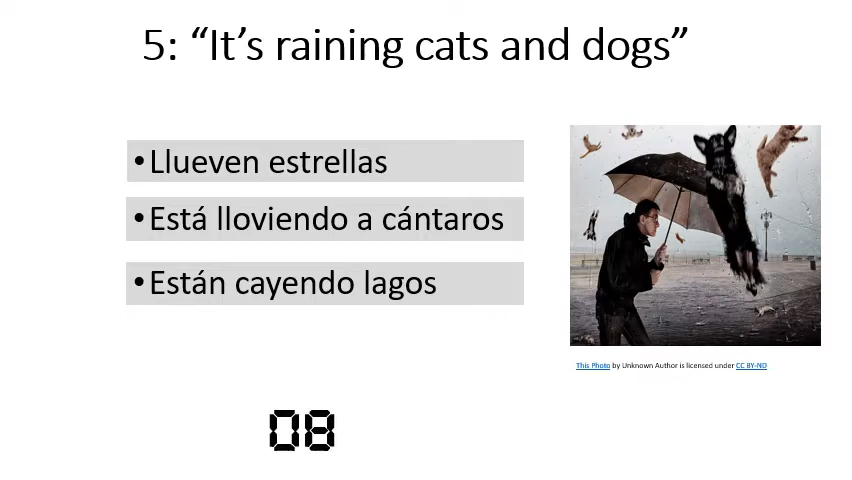 5: “It’s raining cats and dogs”
•Llueven estrellas
•Está lloviendo a cántaros
•Están cayendo lagos
This Photo by Unknown Author is licensed under CC BY-ND
08